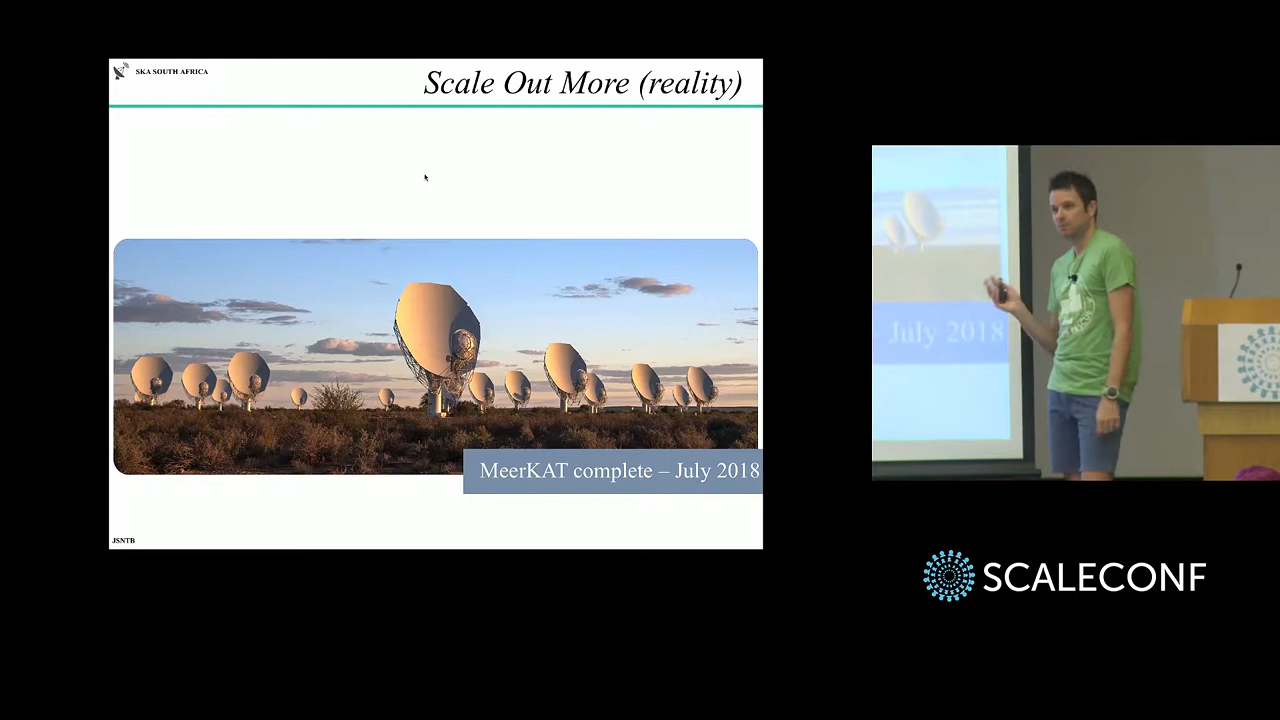 SKA SOUTH AFRICA
Scale Out More (reality)
MeerKAT complete – July 2018
JSNTB
– July 2018
SCALECONF